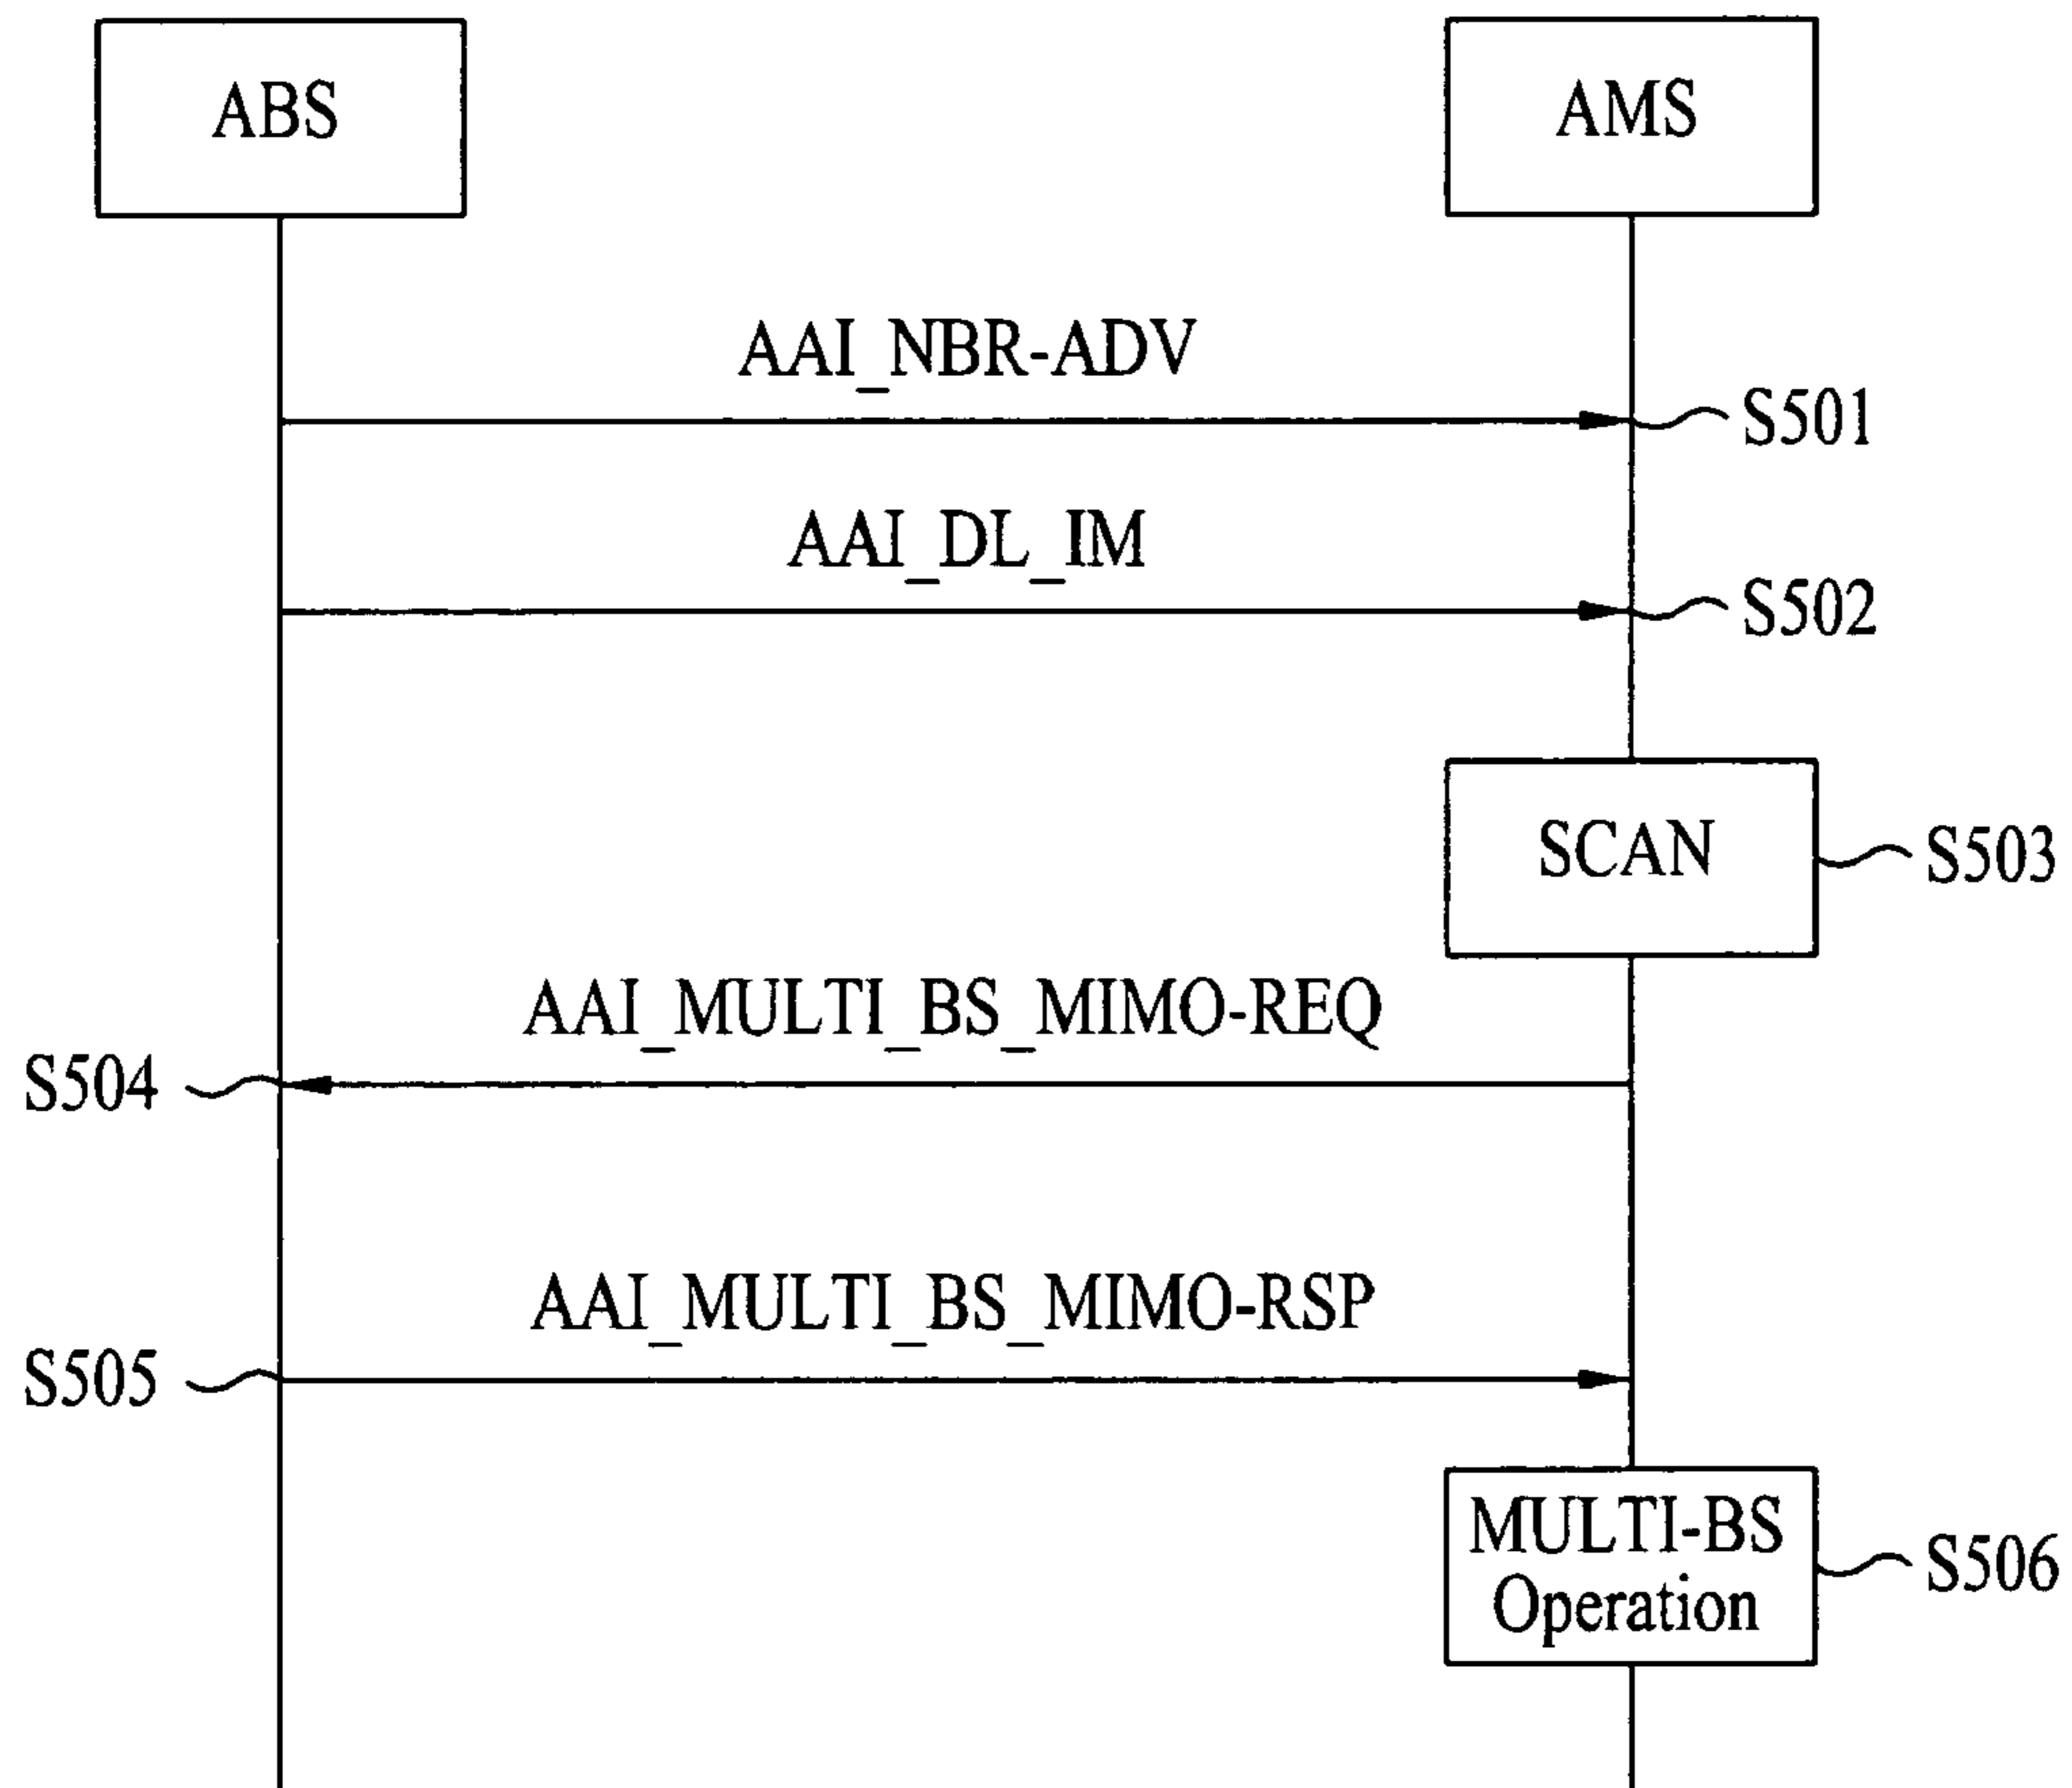 ABS
AMS
AAI_NBR-ADV
S501
AAI_DL_IM
S502
SCAN
S503
AAI_MULTI_BS_MIMO-REQ
S504
AAI_MULTI_BS_MIMO-RSP
S505
MULTI-BS
Operation
S506